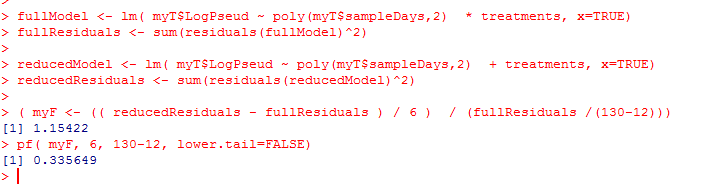 >
> fullModel <- lm( myT$LogPseud ~ poly(myT$sampleDays,2)  * treatments, x=TRUE)
> fullResiduals <- sum(residuals(fullModel)^2)
>
> reducedModel <- lm( myT$LogPseud ~ poly(myT$sampleDays,2)  + treatments, x=TRUE)
> reducedResiduals <- sum(residuals(reducedModel)^2)
>
> ( myF <- (( reducedResiduals - fullResiduals ) / 6 )  / (fullResiduals /(130-12)))
[1] 1.15422
> pf( myF, 6, 130-12, lower.tail=FALSE)
[1] 0.335649
>